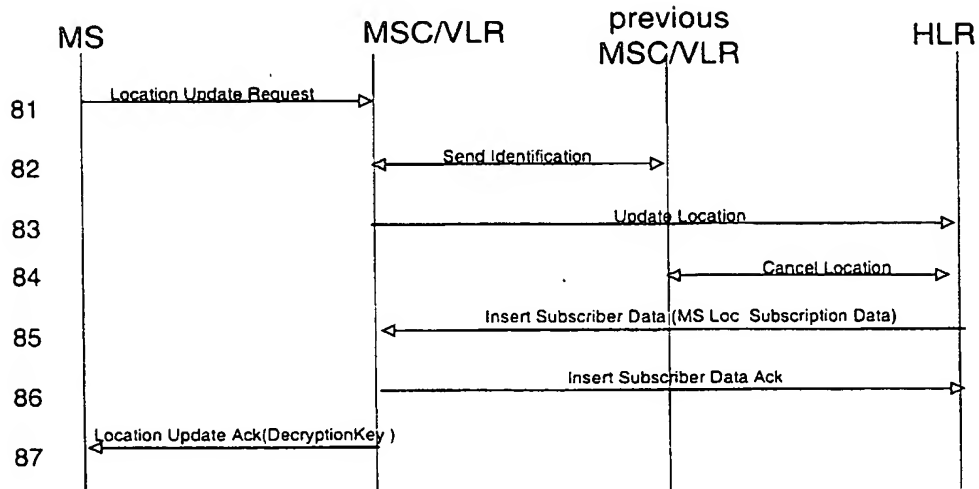 MS
MSC/VLR
previous
MSC/VLR
HLR
81
Location Update Request
82
Send Identification
83
Update Location
84
Cancel Location
85
Insert Subscriber Data (MS Loc Subscription Data)
86
Insert Subscriber Data Ack
87
Location Update Ack(DecryptionKey )